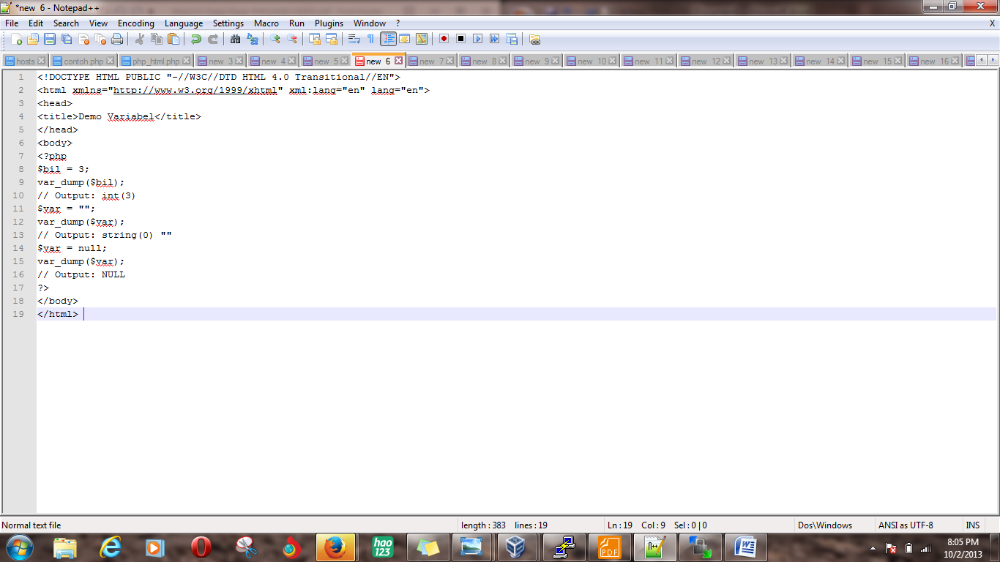 *new  6 - Notepad++
File Edit Search View Encoding Language Settings Macro Run Plugins Window ? X
hosts contoh.php php_html.php new 3 new 4 new 5 new 6 new 7 new 8 new 9 new 10 new 11 new 12 new 13 new 14 new 15 new 16
1 <!DOCTYPE HTML PUBLIC "-//W3C//DTD HTML 4.0 Transitional//EN">
2 <html xmlns="http://www.w3.org/1999/xhtml" xml:lang="en" lang="en">
3 <head>
4 <title>Demo Variabel</title>
5 </head>
6 <body>
7 <?php
8 $bil = 3;
9 var_dump($bil);
10 // Output: int(3)
11 $var = "";
12 var_dump($var);
13 // Output: string(0) ""
14 $var = null;
15 var_dump($var);
16 // Output: NULL
17 ?>
18 </body>
19 </html>
Normal text file length : 383 lines : 19 Ln : 19 Col : 9 Sel : 0 | 0 Dos\Windows ANSI as UTF-8 INS
hao
123
PDF
8:05 PM
10/2/2013